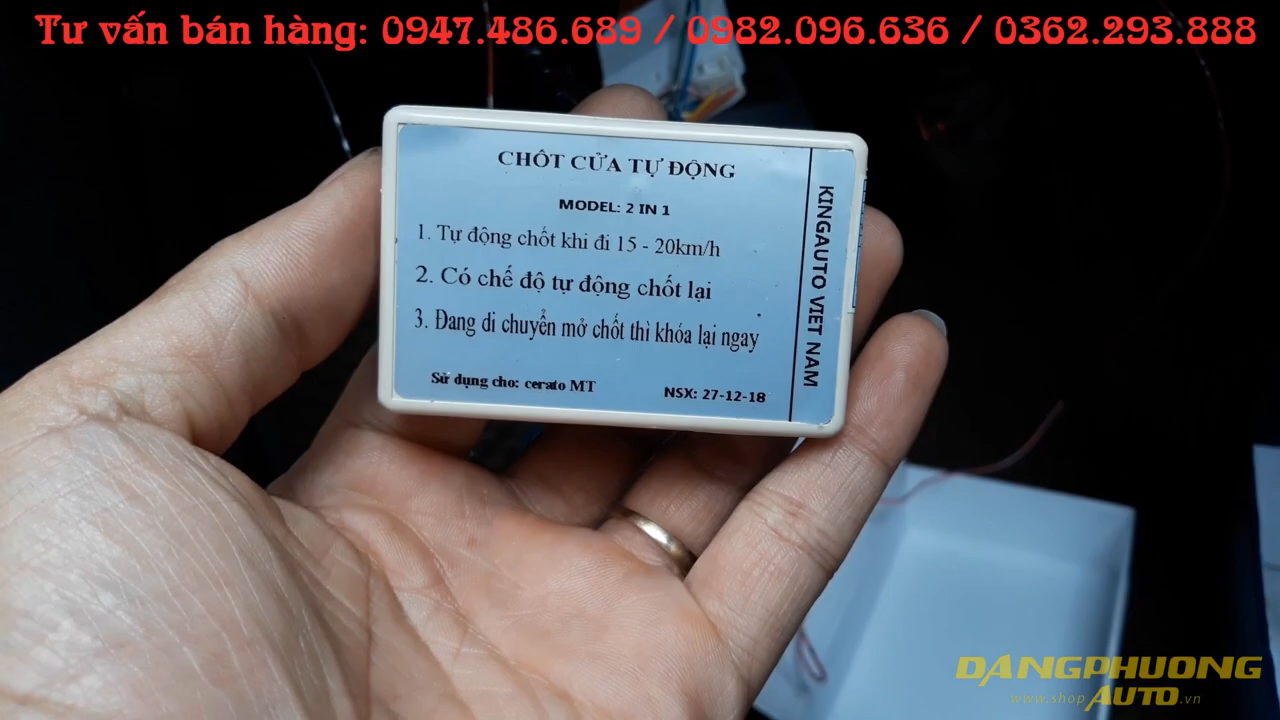 Tư vấn bán hàng: 0947.486.689 / 0982.096.636 / 0362.293.888
CHỐT CỬA TỰ ĐỘNG
MODEL: 2 IN 1
1. Tự động chốt khi đi 15 - 20km/h
2. Có chế độ tự động chốt lại
3. Đang di chuyển mở chốt thì khóa lại ngay
Sử dụng cho: cerato MT
NSX: 27-12-18
KINGAUTO VIET NAM
DANGPHUONG
www.shop AUTO.vn